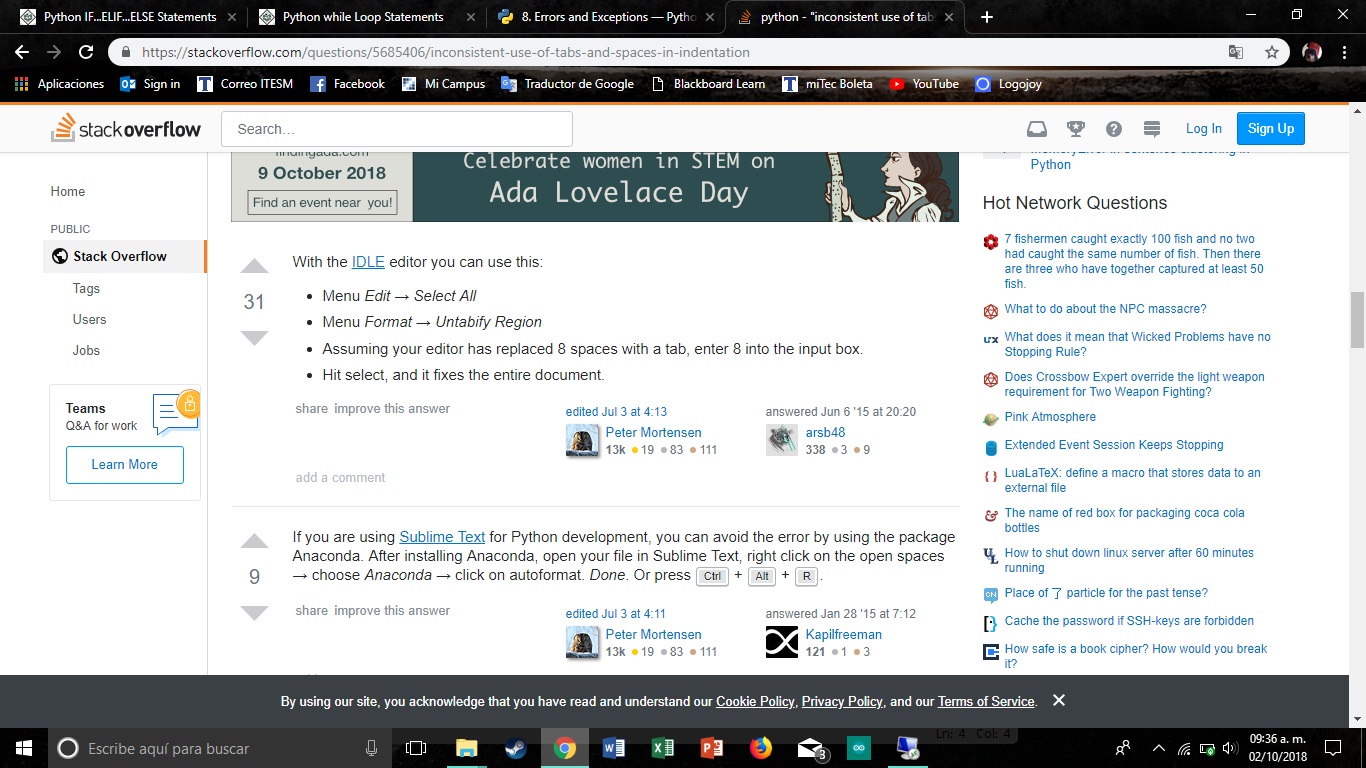 Python IF...ELIF...ELSE Statements
Python while Loop Statements
8. Errors and Exceptions — Pytho
python - "inconsistent use of tab
https://stackoverflow.com/questions/5685406/inconsistent-use-of-tabs-and-spaces-in-indentation
Aplicaciones
Sign in
Correo ITESM
Facebook
Mi Campus
Traductor de Google
Blackboard Learn
miTec Boleta
YouTube
Logojoy
stackoverflow
Search...
Log In
Sign Up
Home
PUBLIC
Stack Overflow
Tags
Users
Jobs
Teams
Q&A for work
Learn More
findingada.com
9 October 2018
Find an event near you!
Celebrate women in STEM on
Ada Lovelace Day
31
With the IDLE editor you can use this:
• Menu Edit → Select All
• Menu Format → Untabify Region
• Assuming your editor has replaced 8 spaces with a tab, enter 8 into the input box.
• Hit select, and it fixes the entire document.
share improve this answer
edited Jul 3 at 4:13
Peter Mortensen
13k ● 19 ● 83 ● 111
answered Jun 6 '15 at 20:20
arsb48
338 ● 3 ● 9
add a comment
9
If you are using Sublime Text for Python development, you can avoid the error by using the package
Anaconda. After installing Anaconda, open your file in Sublime Text, right click on the open spaces
→ choose Anaconda → click on autoformat. Done. Or press Ctrl + Alt + R .
share improve this answer
edited Jul 3 at 4:11
Peter Mortensen
13k ● 19 ● 83 ● 111
answered Jan 28 '15 at 7:12
Kapilfreeman
121 ● 1 ● 3
Python
Hot Network Questions
7 fishermen caught exactly 100 fish and no two
had caught the same number of fish. Then there
are three who have together captured at least 50
fish.
What to do about the NPC massacre?
What does it mean that Wicked Problems have no
Stopping Rule?
Does Crossbow Expert override the light weapon
requirement for Two Weapon Fighting?
Pink Atmosphere
Extended Event Session Keeps Stopping
LuaLaTeX: define a macro that stores data to an
external file
The name of red box for packaging coca cola
bottles
How to shut down linux server after 60 minutes
running
Place of 了 particle for the past tense?
Cache the password if SSH-keys are forbidden
How safe is a book cipher? How would you break
it?
By using our site, you acknowledge that you have read and understand our Cookie Policy, Privacy Policy, and our Terms of Service.
Ln: 4 Col: 4
Escribe aquí para buscar
3
09:36 a. m.
02/10/2018